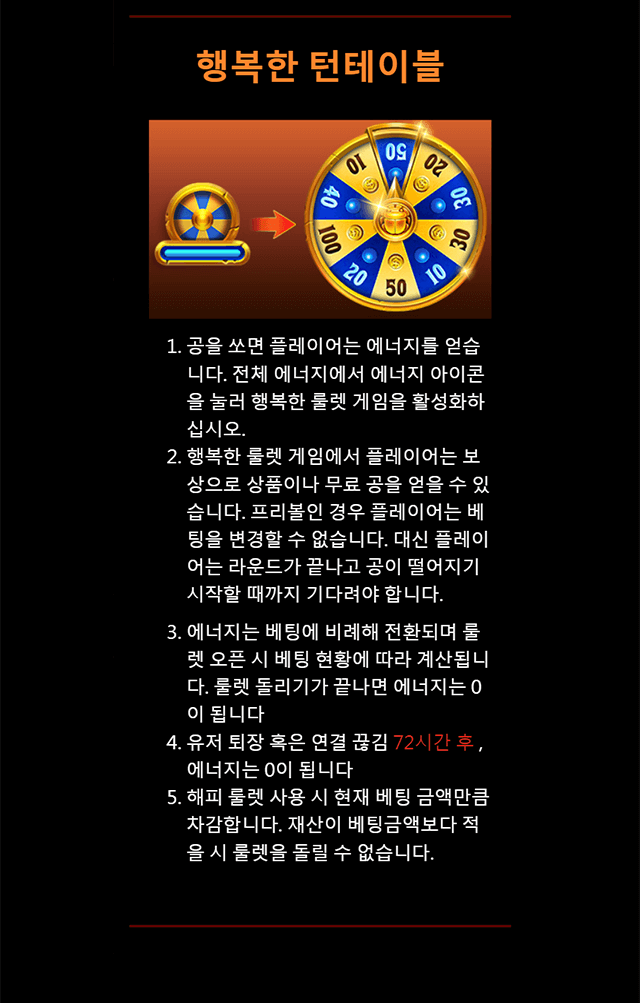 행복한 턴테이블
50
20
30
30
10
50
20
100
40
10
1. 공을 쏘면 플레이어는 에너지를 얻습
니다. 전체 에너지에서 에너지 아이콘
을 눌러 행복한 룰렛 게임을 활성화하
십시오.
2. 행복한 룰렛 게임에서 플레이어는 보
상으로 상품이나 무료 공을 얻을 수 있
습니다. 프리볼인 경우 플레이어는 베
팅을 변경할 수 없습니다. 대신 플레이
어는 라운드가 끝나고 공이 떨어지기
시작할 때까지 기다려야 합니다.
3. 에너지는 베팅에 비례해 전환되며 룰
렛 오픈 시 베팅 현황에 따라 계산됩니
다. 룰렛 돌리기가 끝나면 에너지는 0
이 됩니다
4. 유저 퇴장 혹은 연결 끊김 72시간 후 ,
에너지는 0이 됩니다
5. 해피 룰렛 사용 시 현재 베팅 금액만큼
차감합니다. 재산이 베팅금액보다 적
을 시 룰렛을 돌릴 수 없습니다.